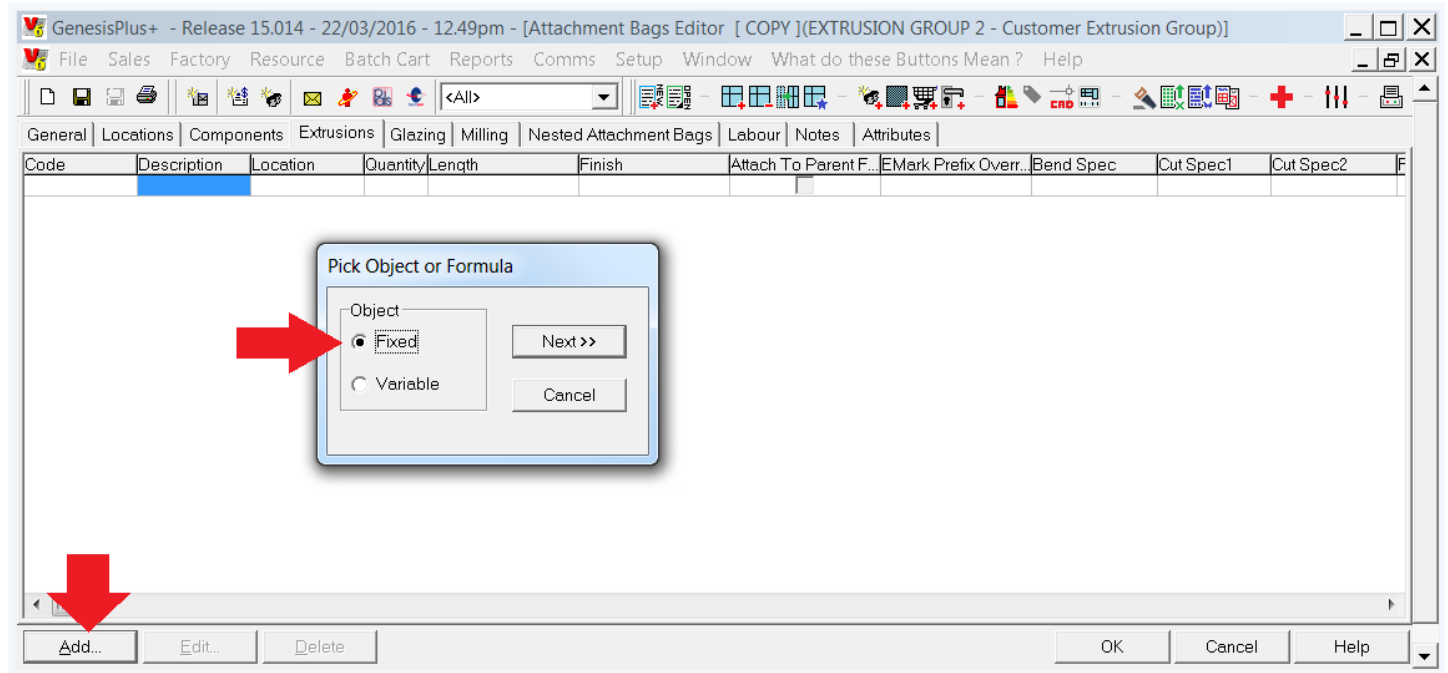 GenesisPlus+ - Release 15.014 - 22/03/2016 - 12.49pm - [Attachment Bags Editor [ COPY ](EXTRUSION GROUP 2 - Customer Extrusion Group)]
File Sales Factory Resource Batch Cart Reports Comms Setup Window What do these Buttons Mean ? Help
<All>
General Locations Components Extrusions Glazing Milling Nested Attachment Bags Labour Notes Attributes
Code Description Location Quantity Length Finish Attach To Parent F... EMark Prefix Overr... Bend Spec Cut Spec1 Cut Spec2 F
Pick Object or Formula
Object
Fixed Next >>
Variable Cancel
Add... Edit... Delete OK Cancel Help